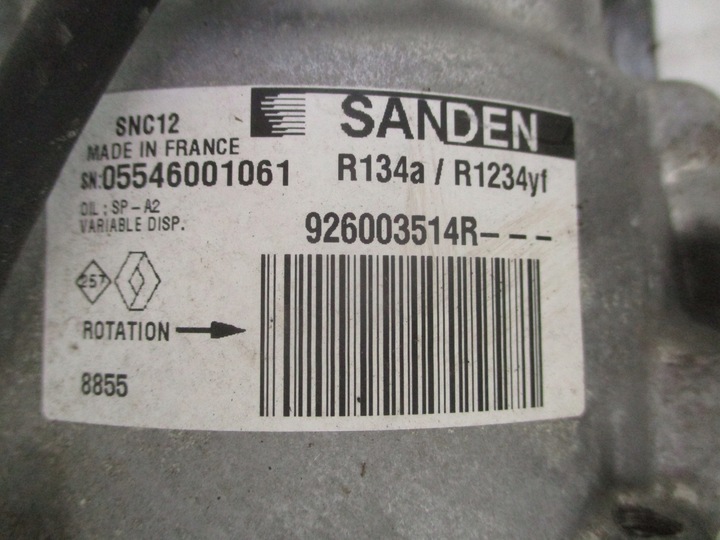 SNC12
SANDEN
MADE IN FRANCE
SN:05546001061
R134a / R1234yf
OIL : SP-A2
VARIABLE DISP.
926003514R---
257
ROTATION
8855